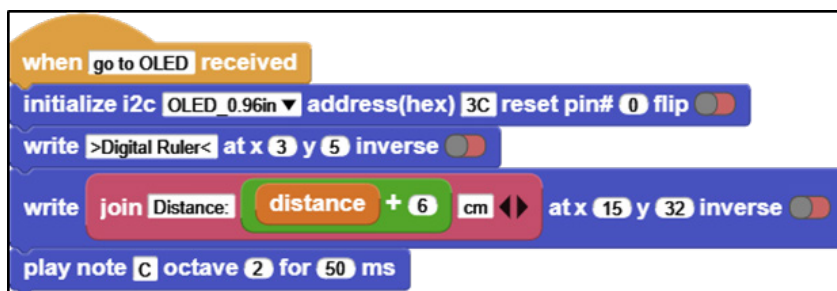 when go to OLED received
initialize i2c OLED_0.96in address(hex) 3C reset pin# 0 flip
write >Digital Ruler< at x 3 y 5 inverse
write join Distance: distance + 6 cm at x 15 y 32 inverse
play note C octave 2 for 50 ms